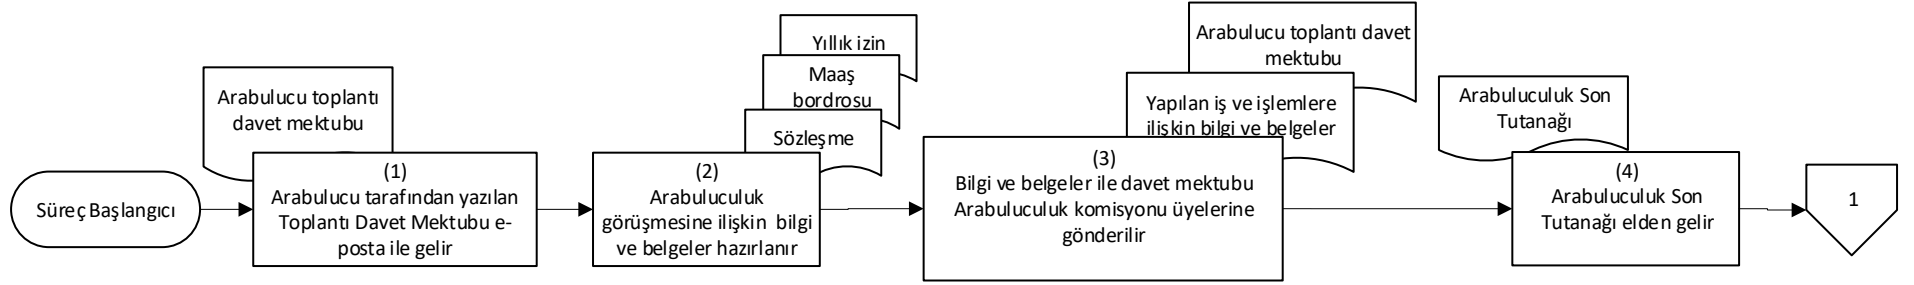 Süreç Başlangıcı
Arabulucu toplantı
davet mektubu
(1)
Arabulucu tarafından yazılan
Toplantı Davet Mektubu e-
posta ile gelir
Yıllık izin
Maaş
bordrosu
Sözleşme
(2)
Arabuluculuk
görüşmesine ilişkin bilgi
ve belgeler hazırlanır
Arabulucu toplantı davet
mektubu
Yapılan iş ve işlemlere
ilişkin bilgi ve belgeler
(3)
Bilgi ve belgeler ile davet mektubu
Arabuluculuk komisyonu üyelerine
gönderilir
Arabuluculuk Son
Tutanağı
(4)
Arabuluculuk Son
Tutanağı elden gelir
1